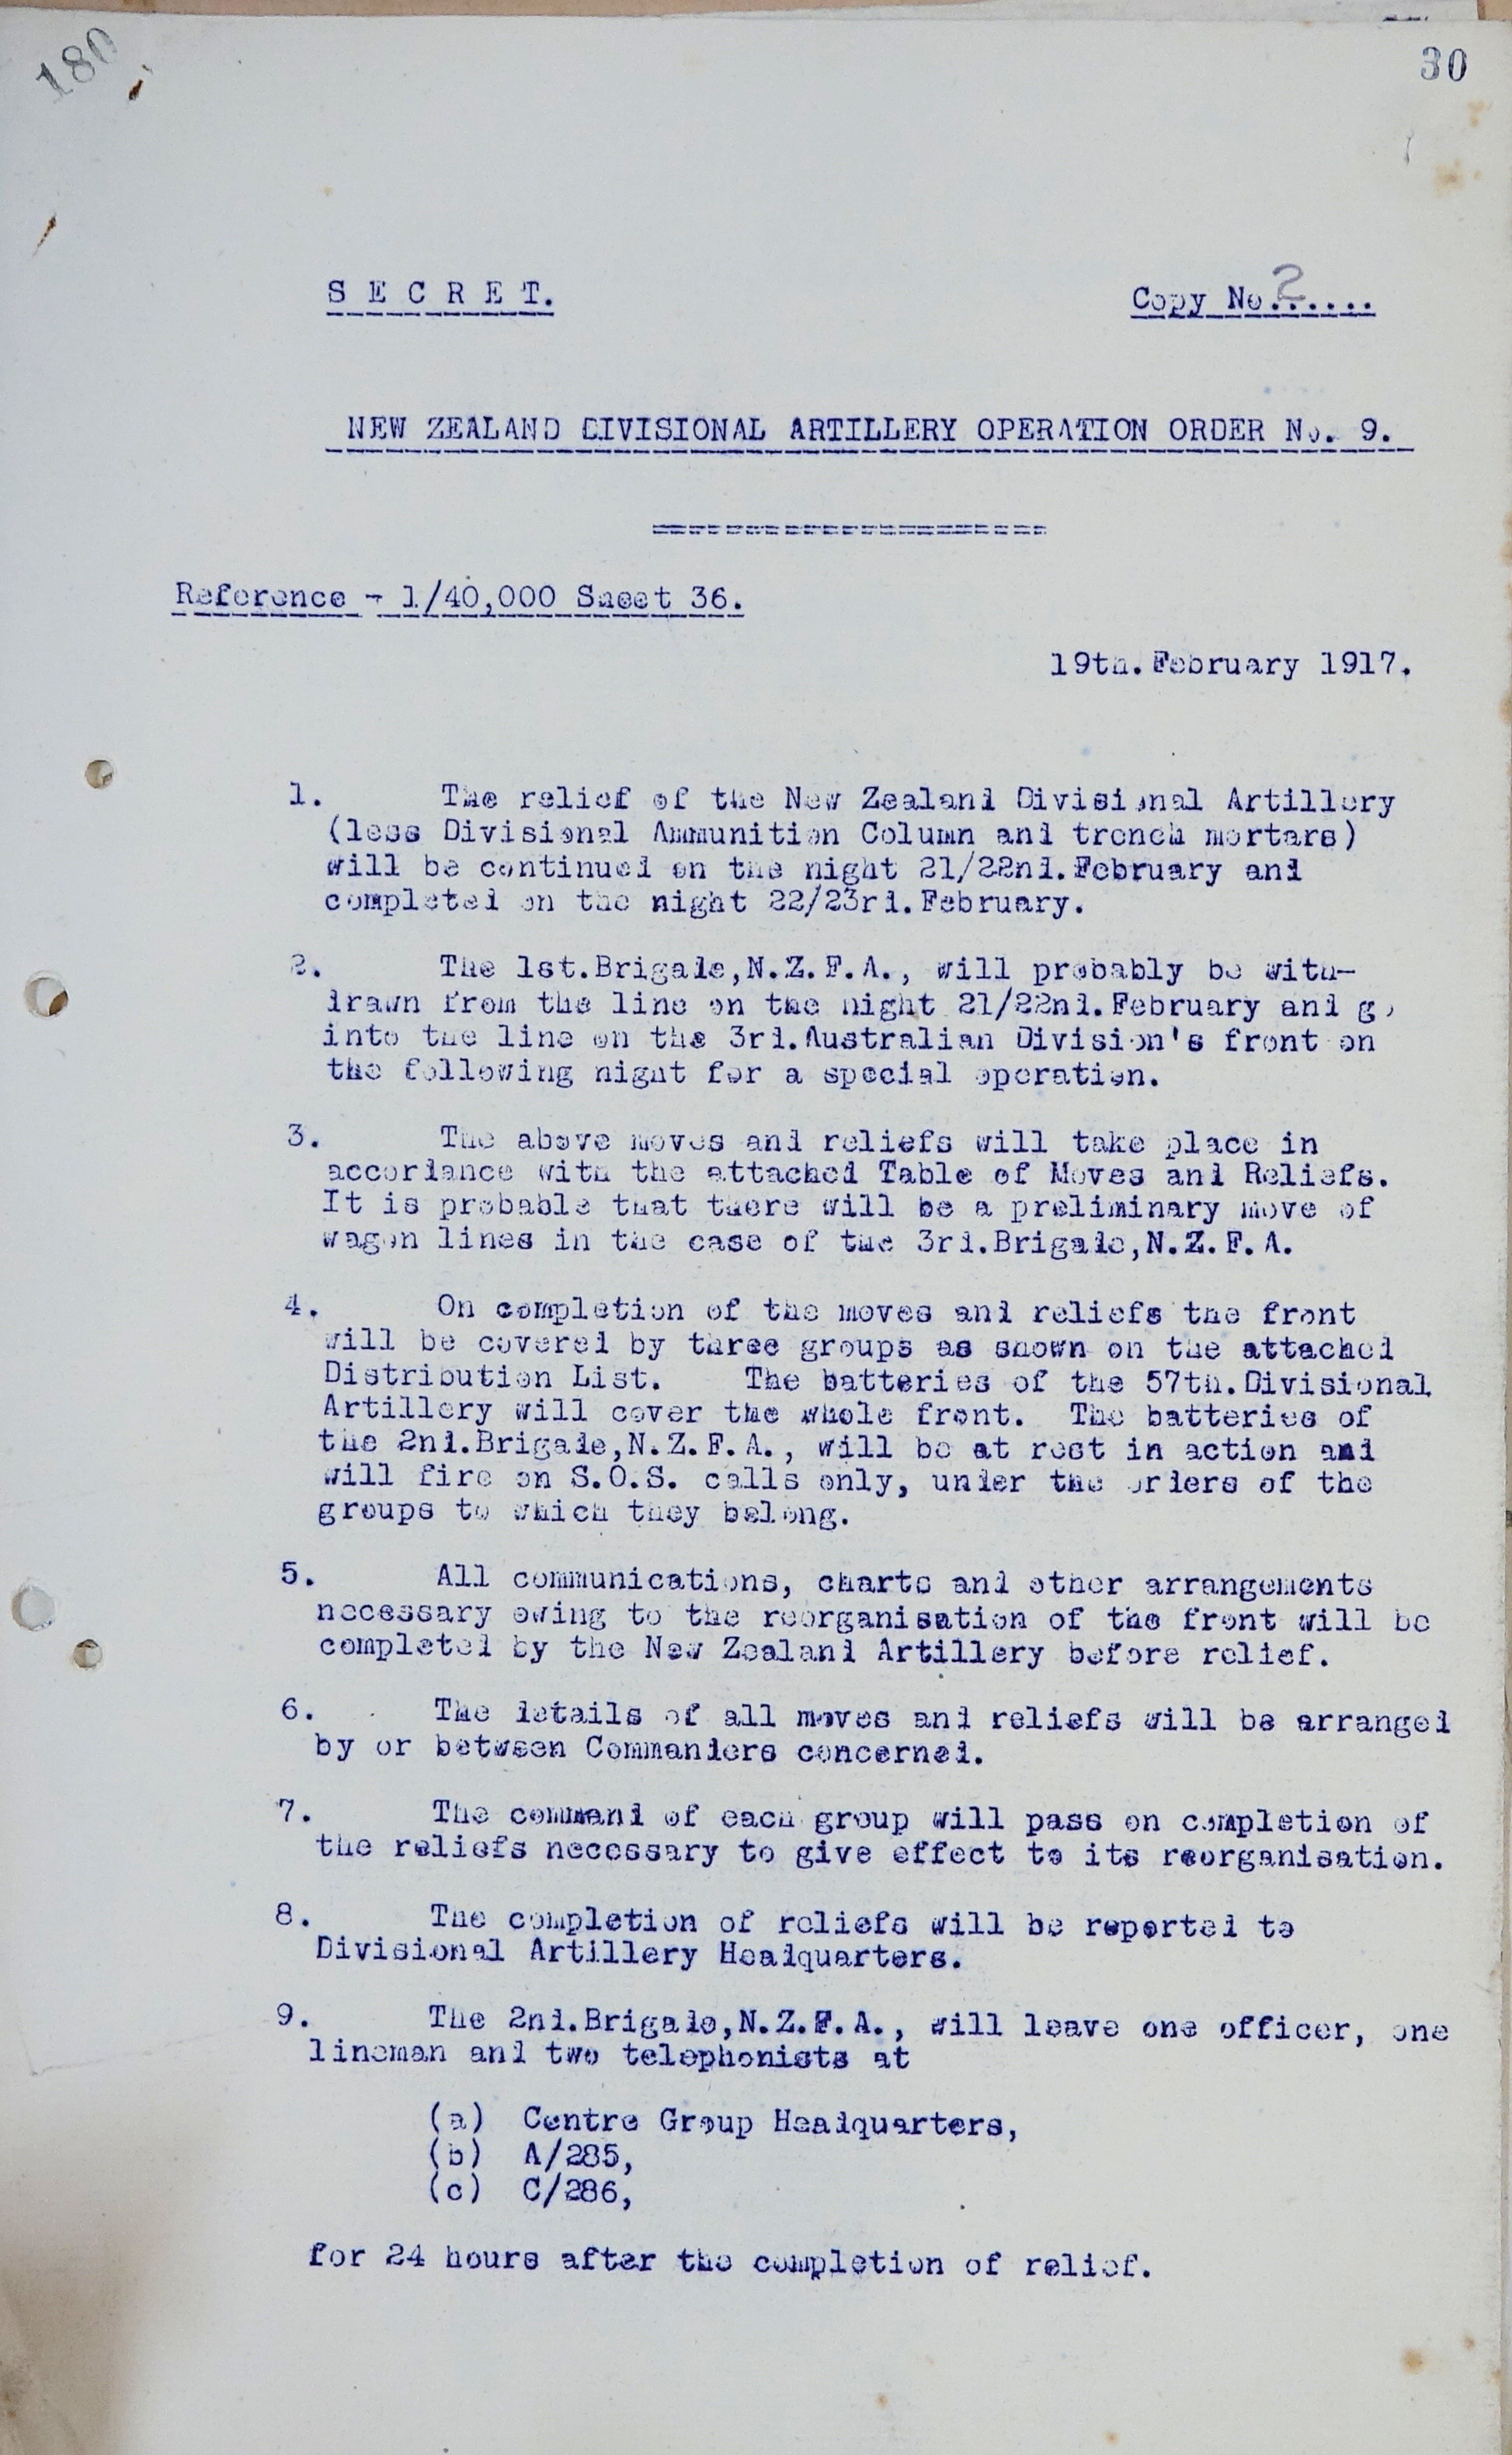 180
30
SECRET.
Copy No.2.....
NEW ZEALAND DIVISIONAL ARTILLERY OPERATION ORDER No. 9.
====================
Reference - 1/40,000 Sheet 36.
19th.February 1917.
1. The relief of the New Zealand Divisional Artillery
(less Divisional Ammunition Column and trench mortars)
will be continued on the night 21/22nd.February and
completed on the night 22/23rd.February.
2. The 1st.Brigade,N.Z.F.A., will probably be with-
drawn from the line on the night 21/22nd.February and go
into the line on the 3rd.Australian Division's front on
the following night for a special operation.
3. The above moves and reliefs will take place in
accordance with the attached Table of Moves and Reliefs.
It is probable that there will be a preliminary move of
wagon lines in the case of the 3rd.Brigade,N.Z.F.A.
4. On completion of the moves and reliefs the front
will be covered by three groups as shown on the attached
Distribution List. The batteries of the 57th.Divisional
Artillery will cover the whole front. The batteries of
the 2nd.Brigade,N.Z.F.A., will be at rest in action and
will fire on S.O.S. calls only, under the orders of the
groups to which they belong.
5. All communications, charts and other arrangements
necessary owing to the reorganisation of the front will be
completed by the New Zealand Artillery before relief.
6. The details of all moves and reliefs will be arranged
by or between Commanders concerned.
7. The command of each group will pass on completion of
the reliefs necessary to give effect to its reorganisation.
8. The completion of reliefs will be reported to
Divisional Artillery Headquarters.
9. The 2nd.Brigade,N.Z.F.A., will leave one officer, one
lineman and two telephonists at
(a) Centre Group Headquarters,
(b) A/285,
(c) C/286,
for 24 hours after the completion of relief.